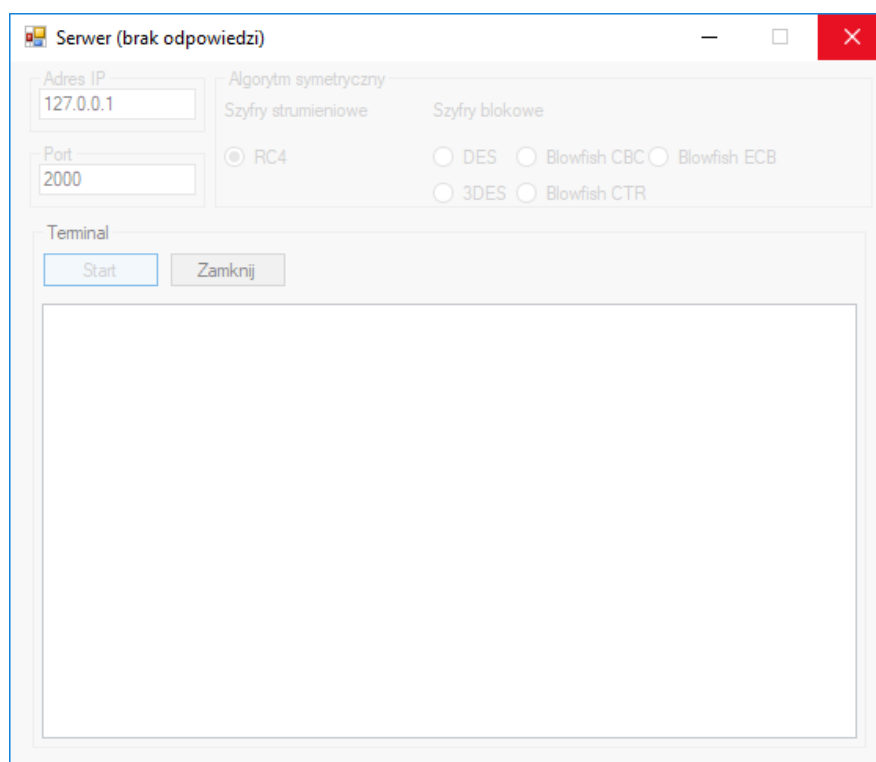 Serwer (brak odpowiedzi)
Adres IP
127.0.0.1
Port
2000
Algorytm symetryczny
Szyfry strumieniowe
Szyfry blokowe
RC4
DES
Blowfish CBC
Blowfish ECB
3DES
Blowfish CTR
Terminal
Start
Zamknij